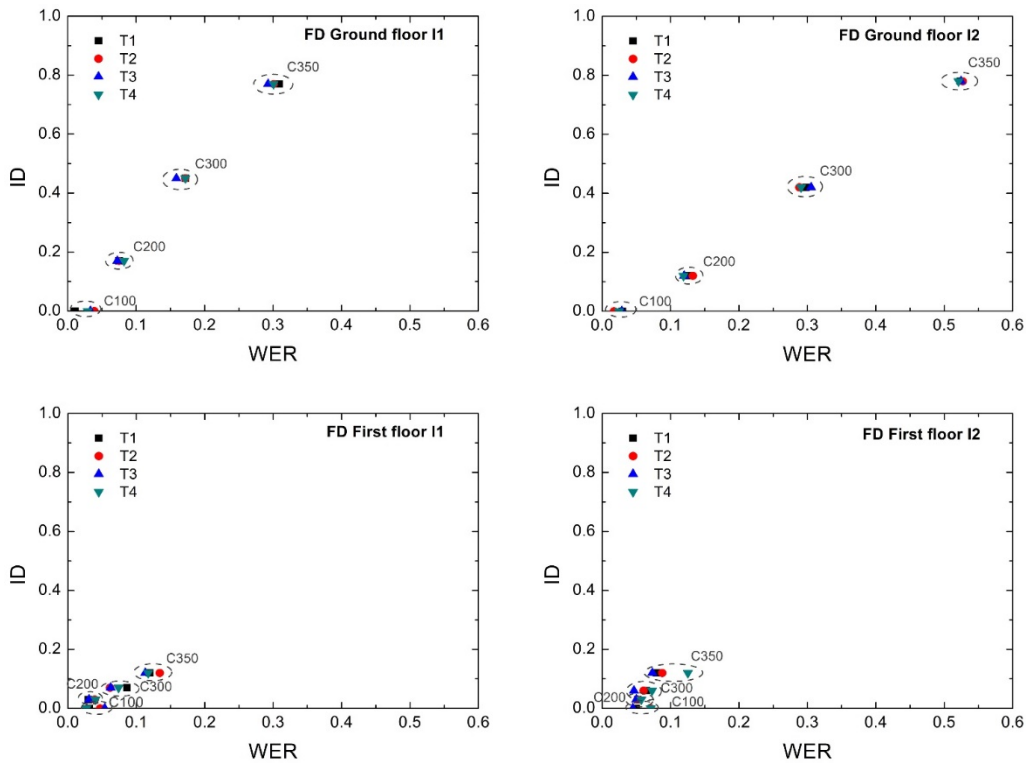 FD Ground floor I1
T1
T2
T3
T4
C350
C300
C200
C100
1.0
0.8
0.6
0.4
0.2
0.0
ID
0.0 0.1 0.2 0.3 0.4 0.5 0.6
WER
FD Ground floor I2
T1
T2
T3
T4
C350
C300
C200
C100
1.0
0.8
0.6
0.4
0.2
0.0
ID
0.0 0.1 0.2 0.3 0.4 0.5 0.6
WER
FD First floor I1
T1
T2
T3
T4
C350
C200
C300
C100
1.0
0.8
0.6
0.4
0.2
0.0
ID
0.0 0.1 0.2 0.3 0.4 0.5 0.6
WER
FD First floor I2
T1
T2
T3
T4
C350
C300
C200
C100
1.0
0.8
0.6
0.4
0.2
0.0
ID
0.0 0.1 0.2 0.3 0.4 0.5 0.6
WER